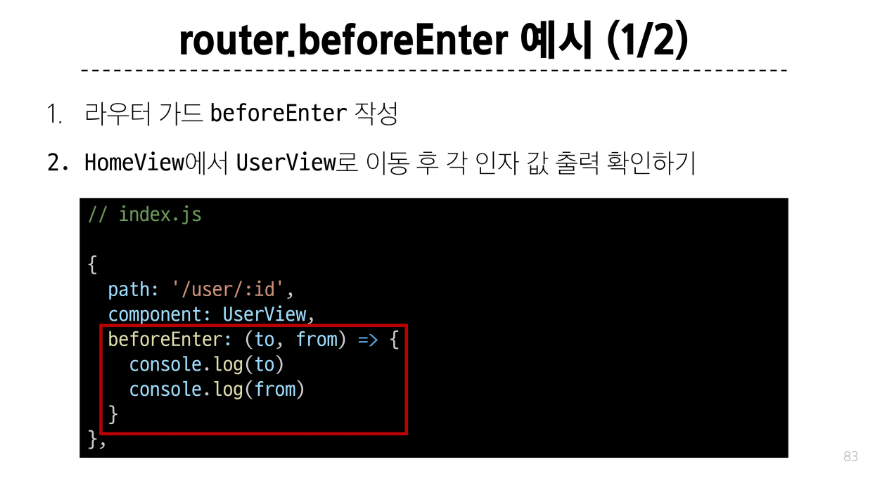 router.beforeEnter 예시 (1/2)
1. 라우터 가드 beforeEnter 작성
2. HomeView에서 UserView로 이동 후 각 인자 값 출력 확인하기
// index.js
{
path: '/user/:id',
component: UserView,
beforeEnter: (to, from) => {
console.log(to)
console.log(from)
}
},
83